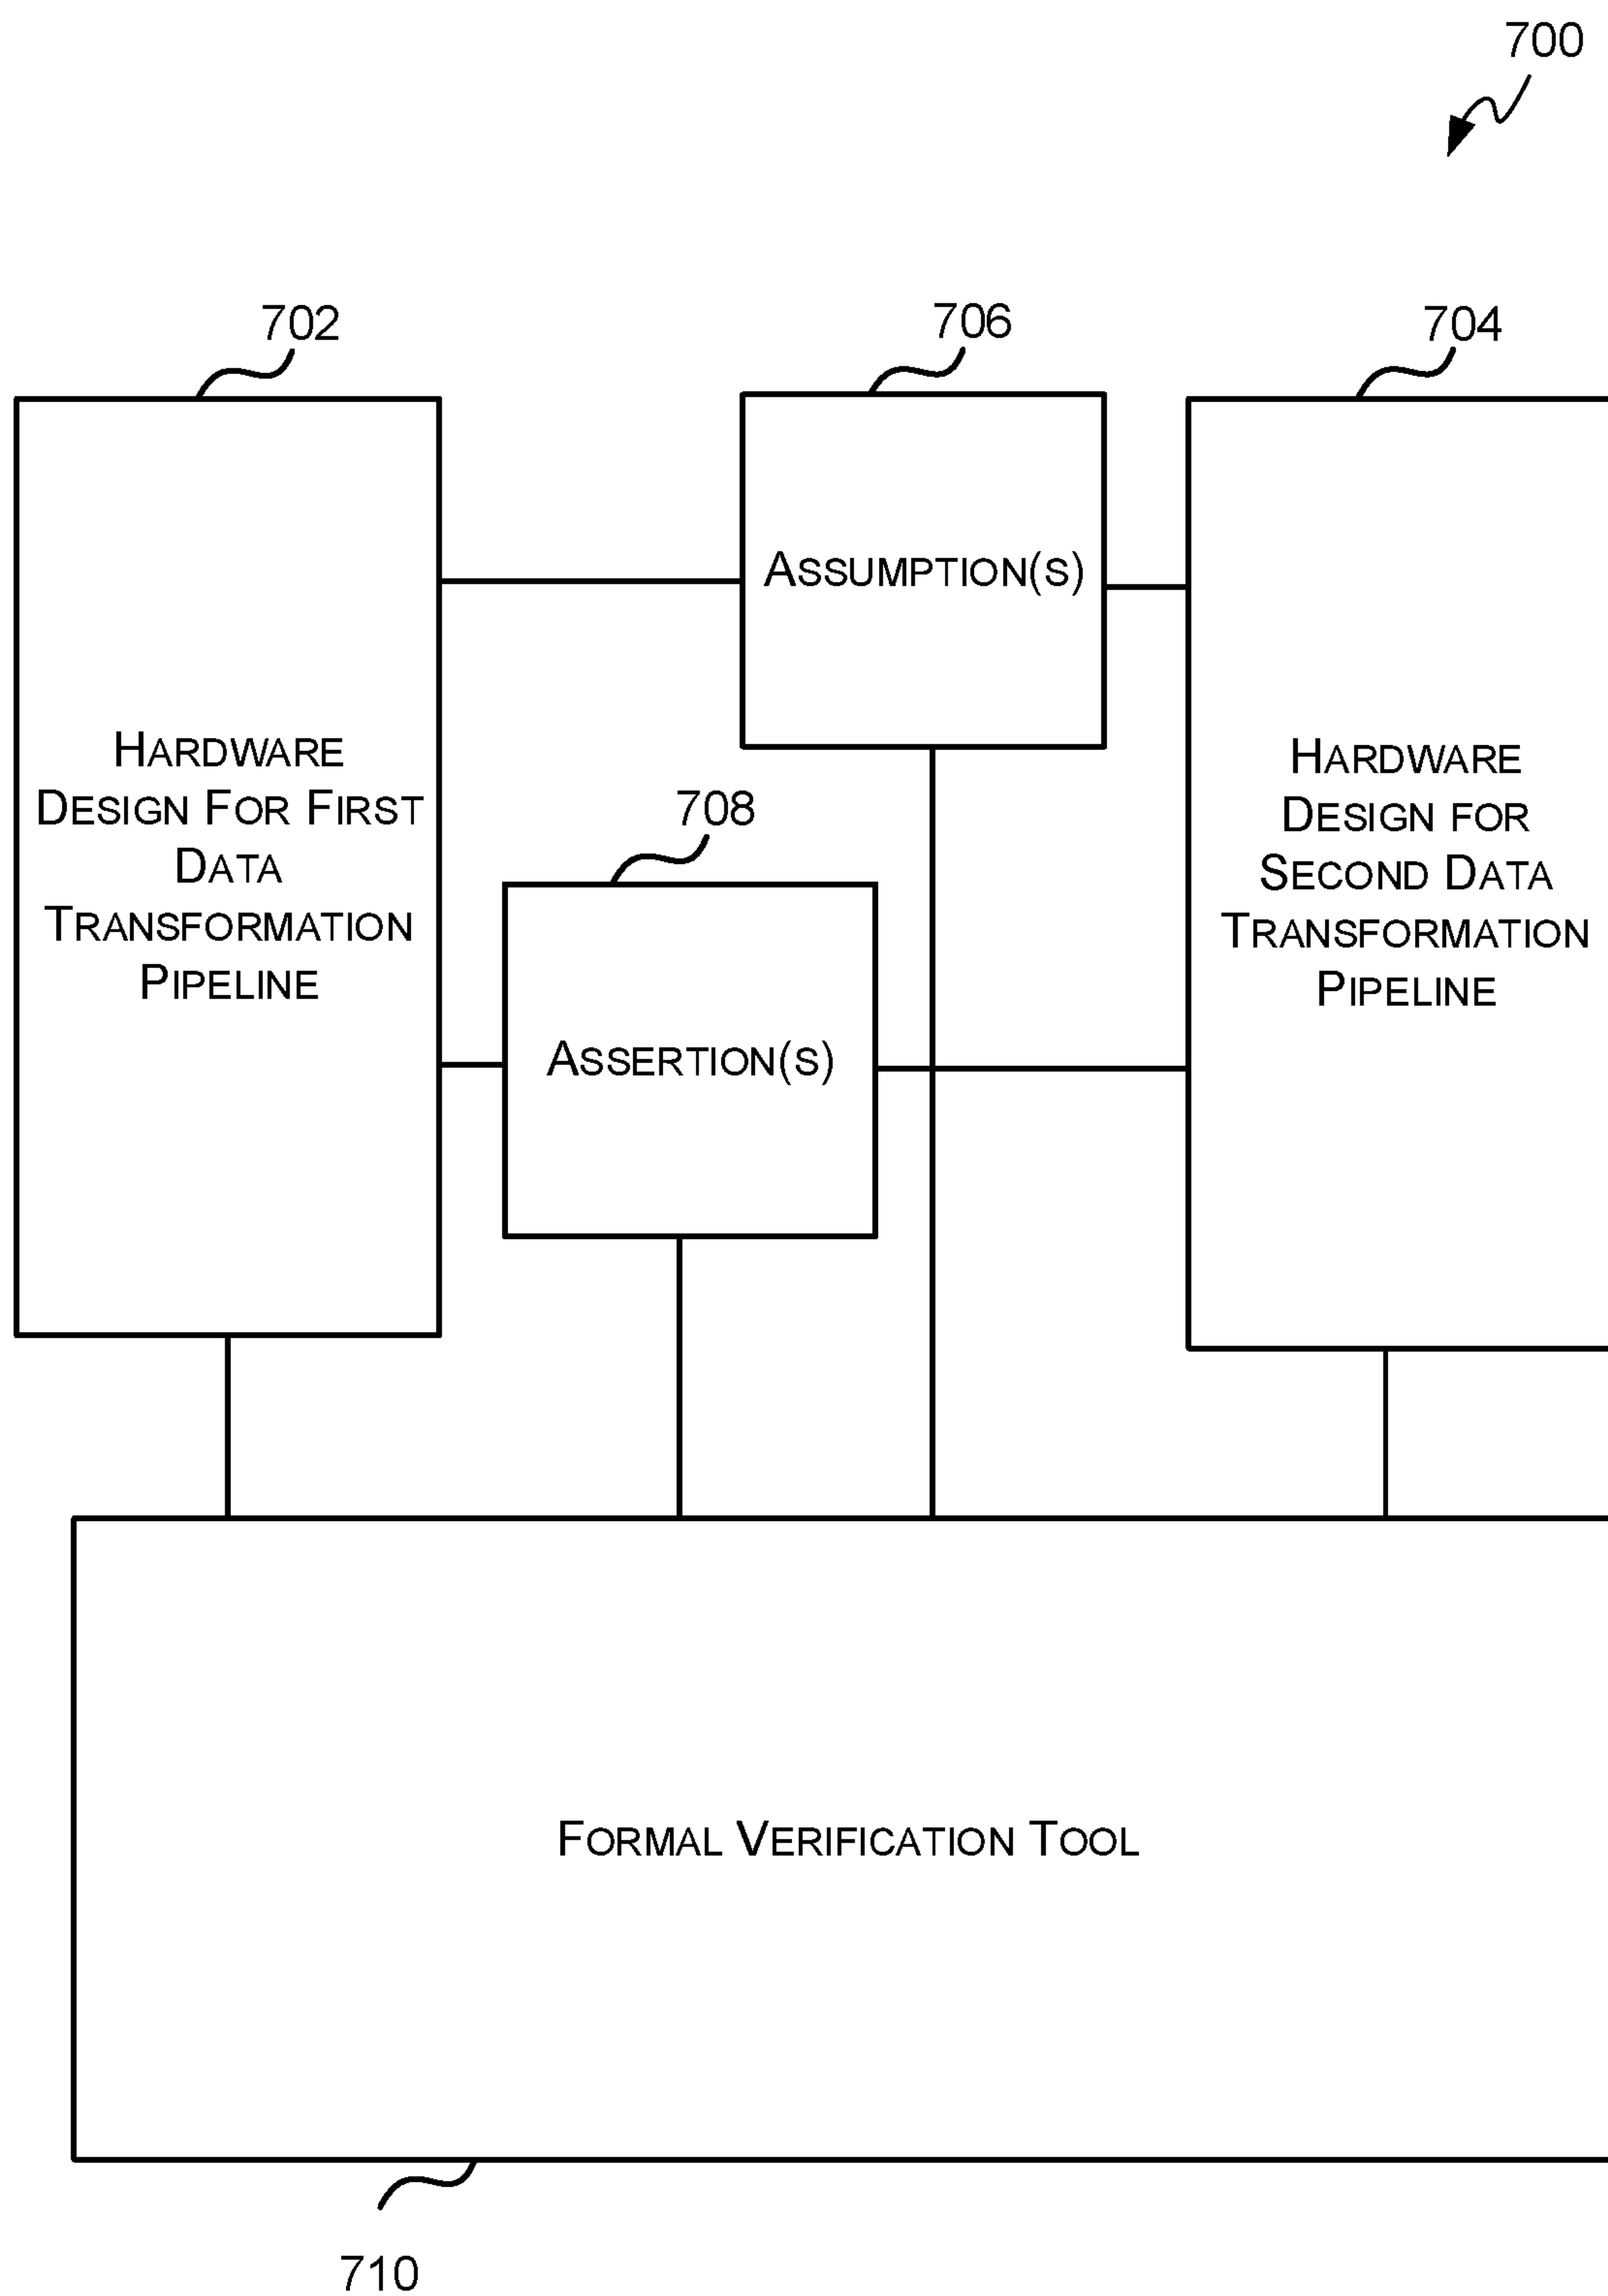 700
702
706
704
HARDWARE
DESIGN FOR FIRST
DATA
TRANSFORMATION
PIPELINE
ASSUMPTION(S)
HARDWARE
DESIGN FOR
SECOND DATA
TRANSFORMATION
PIPELINE
708
ASSERTION(S)
FORMAL VERIFICATION TOOL
710